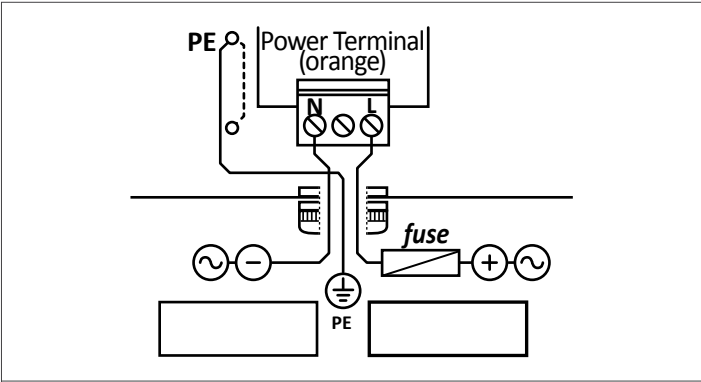 PE
Power Terminal
(orange)
N L
fuse
PE